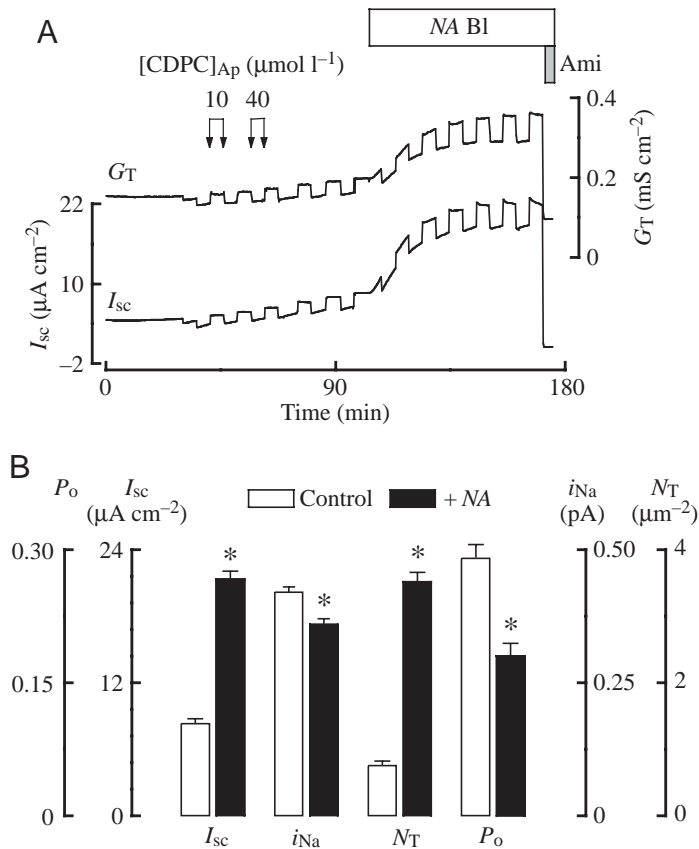 A
NA Bl
[CDPC]Ap (µmol l–1)
Ami
10 40
0.4
GT
0.2
22
GT (mS cm–2)
0
10
Isc
Isc (µA cm–2)
–2
0 90 180
Time (min)
B
Po Isc Control + NA iNa NT
(µA cm–2) (pA) (µm–2)
0.30 24 * * 0.50 4
*
*
0.15 12 0.25 2
0 0 0 0
Isc iNa NT Po